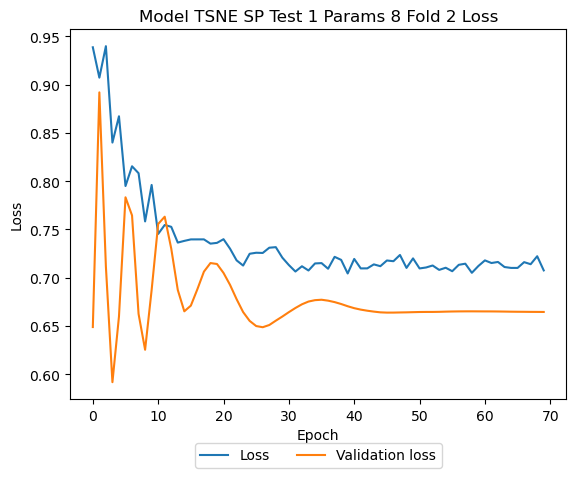 Model TSNE SP Test 1 Params 8 Fold 2 Loss
0.95
0.90
0.85
0.80
0.75
0.70
0.65
0.60
Loss
0 10 20 30 40 50 60 70
Epoch
Loss Validation loss